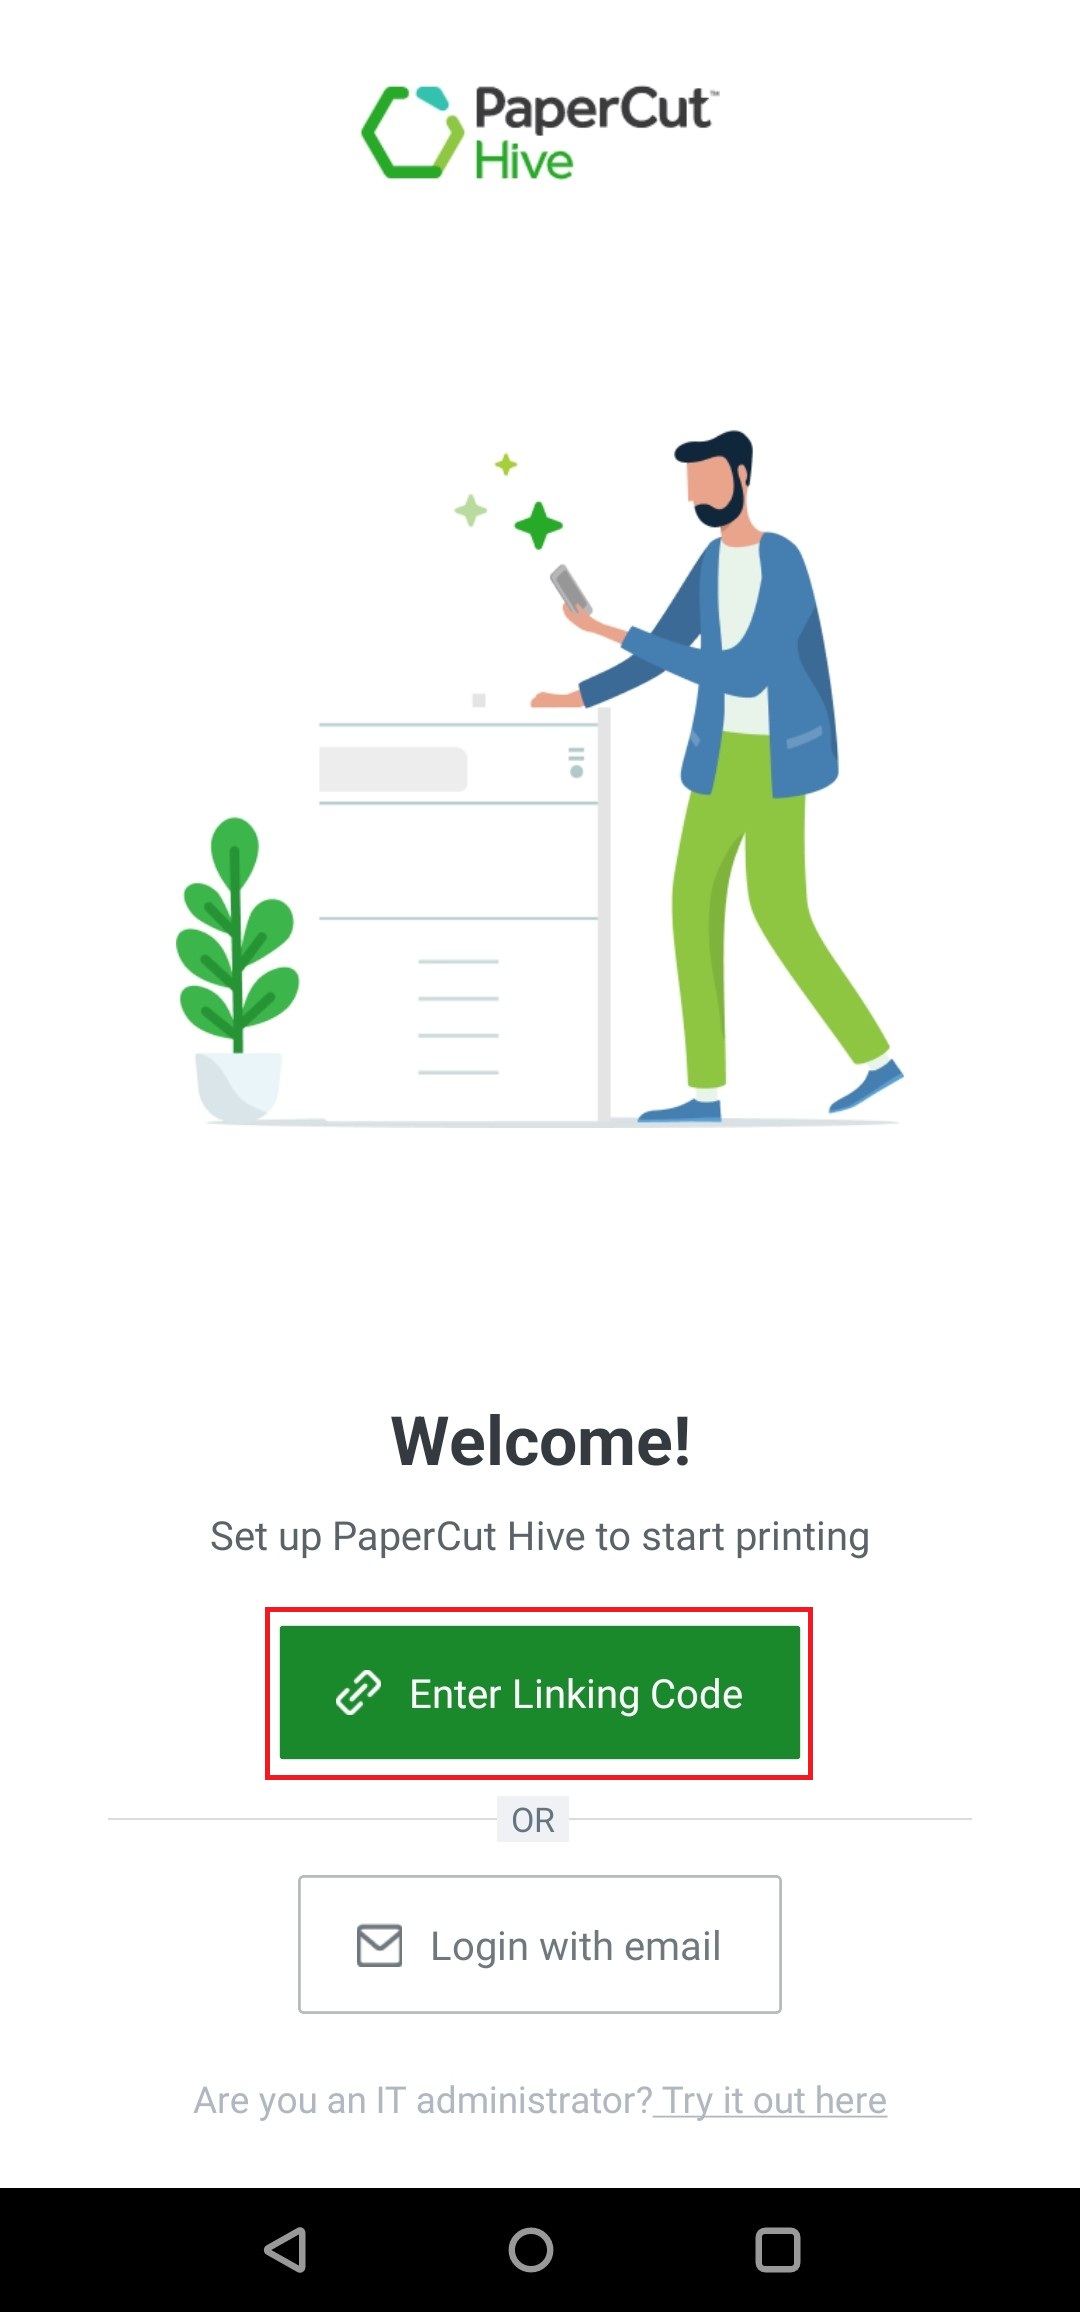 PaperCut™
Hive
Welcome!
Set up PaperCut Hive to start printing
Enter Linking Code
OR
Login with email
Are you an IT administrator? Try it out here